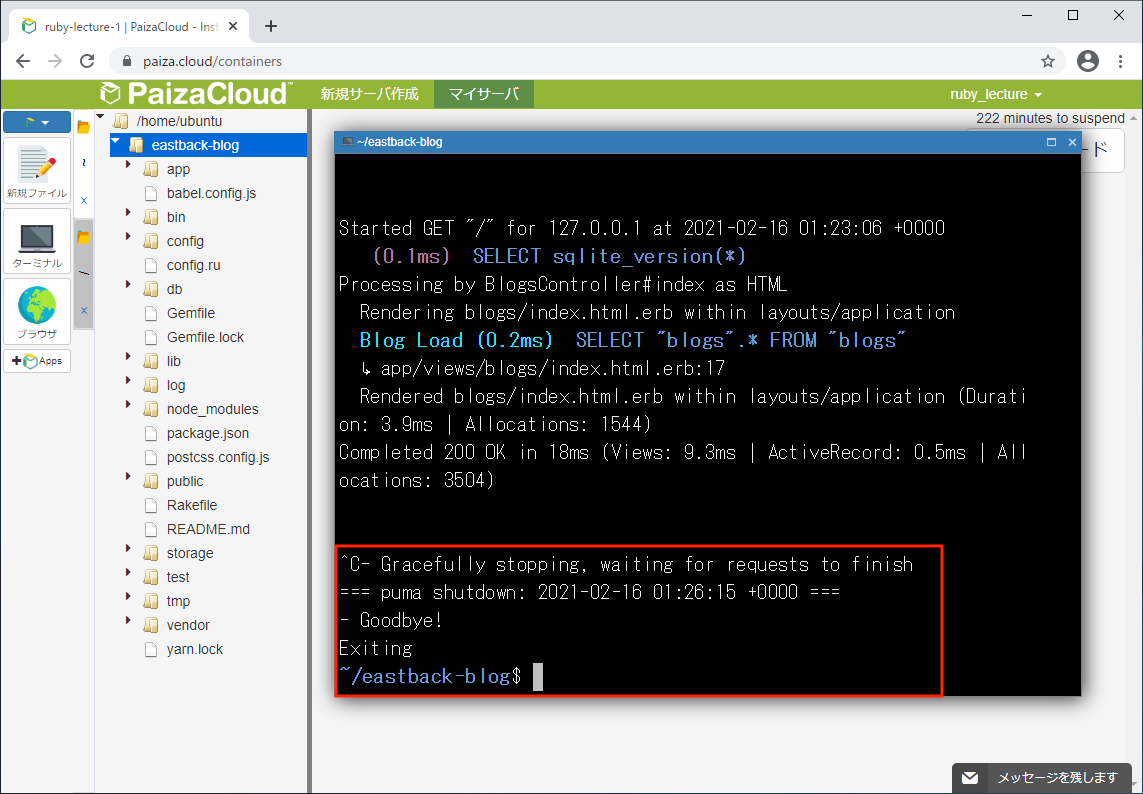 ruby-lecture-1 | PaizaCloud - Inst
paiza.cloud/containers
PaizaCloud
新規サーバ作成
マイサーバ
ruby_lecture
222 minutes to suspend
新規ファイル
ターミナル
ブラウザ
Apps
/home/ubuntu
eastback-blog
app
babel.config.js
bin
config
config.ru
db
Gemfile
Gemfile.lock
lib
log
node_modules
package.json
postcss.config.js
public
Rakefile
README.md
storage
test
tmp
vendor
yarn.lock
~/eastback-blog
ード
Started GET "/" for 127.0.0.1 at 2021-02-16 01:23:06 +0000
(0.1ms) SELECT sqlite_version(*)
Processing by BlogsController#index as HTML
Rendering blogs/index.html.erb within layouts/application
Blog Load (0.2ms) SELECT "blogs".* FROM "blogs"
↳ app/views/blogs/index.html.erb:17
Rendered blogs/index.html.erb within layouts/application (Durati
on: 3.9ms | Allocations: 1544)
Completed 200 OK in 18ms (Views: 9.3ms | ActiveRecord: 0.5ms | All
ocations: 3504)
^C- Gracefully stopping, waiting for requests to finish
=== puma shutdown: 2021-02-16 01:26:15 +0000 ===
- Goodbye!
Exiting
~/eastback-blog$
メッセージを残します